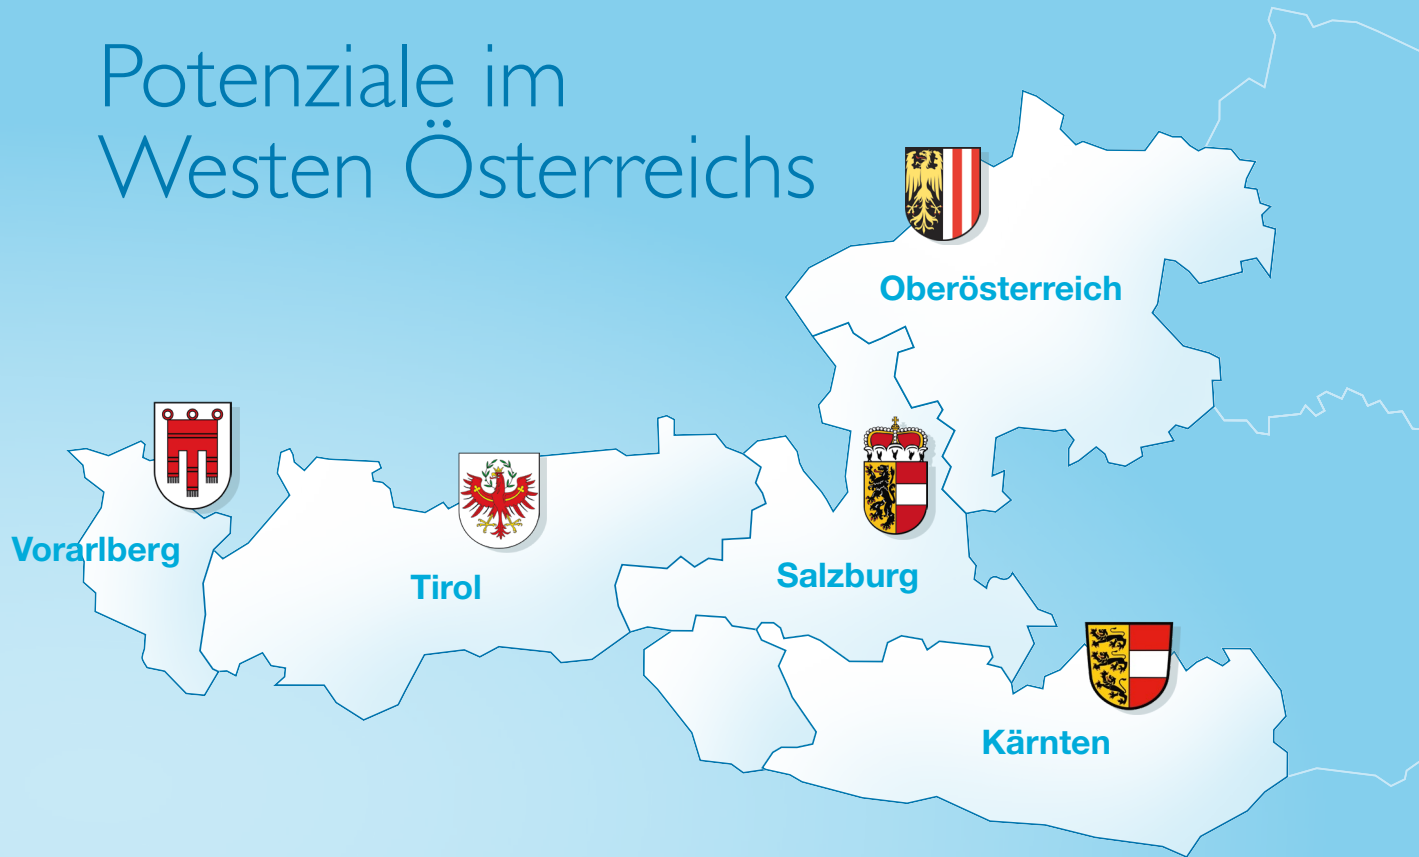 Potenziale im
Westen Österreichs
Oberösterreich
Vorarlberg
Tirol
Salzburg
Kärnten